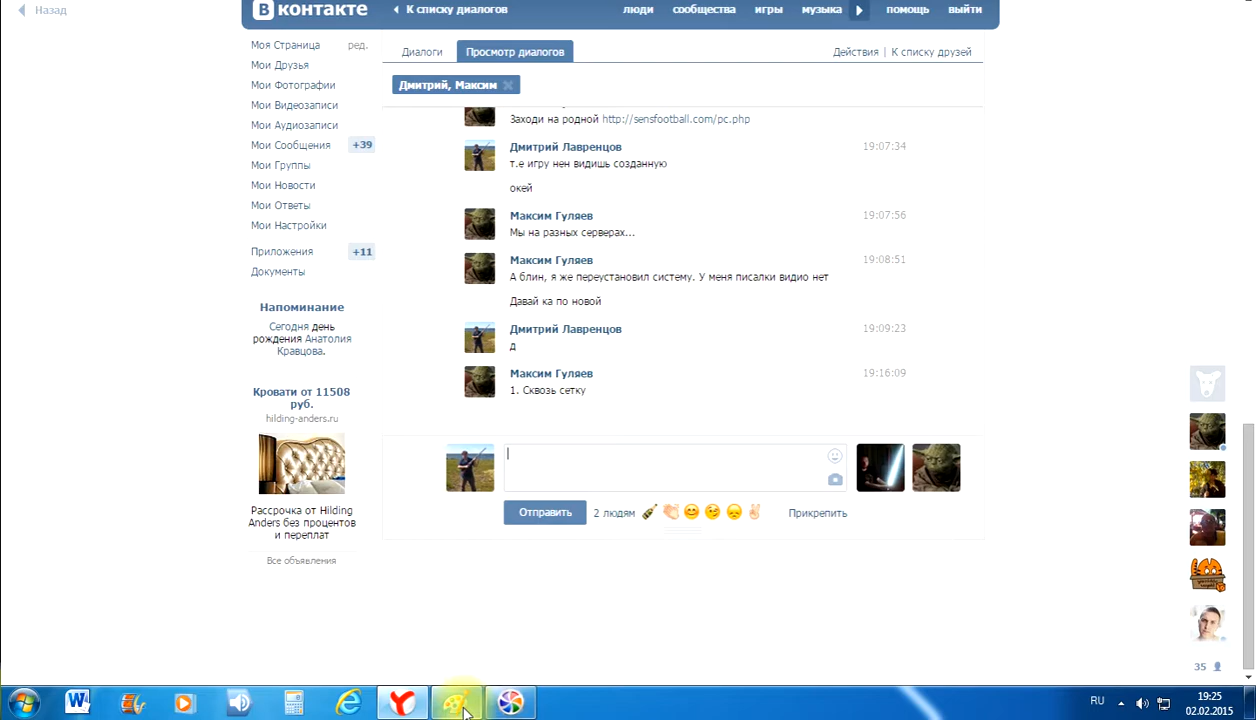 Назад
В контакте
К списку диалогов
люди сообщества игры музыка помощь выйти
Моя Страница ред.
Мои Друзья
Мои Фотографии
Мои Видеозаписи
Мои Аудиозаписи
Мои Сообщения +39
Мои Группы
Мои Новости
Мои Ответы
Мои Настройки
Приложения +11
Документы
Напоминание
Сегодня день
рождения Анатолия
Кравцова.
Кровати от 11508
руб.
hilding-anders.ru
Рассрочка от Hilding
Anders без процентов
и переплат
Все объявления
Диалоги Просмотр диалогов Действия | К списку друзей
Дмитрий, Максим
Заходи на родной http://sensfootball.com/pc.php
Дмитрий Лавренцов 19:07:34
т.е игру нен видишь созданную
окей
Максим Гуляев 19:07:56
Мы на разных серверах...
Максим Гуляев 19:08:51
А блин, я же переустановил систему. У меня писалки видио нет
Давай ка по новой
Дмитрий Лавренцов 19:09:23
д
Максим Гуляев 19:16:09
1. Сквозь сетку
Отправить 2 людям Прикрепить
35
RU 19:25
02.02.2015